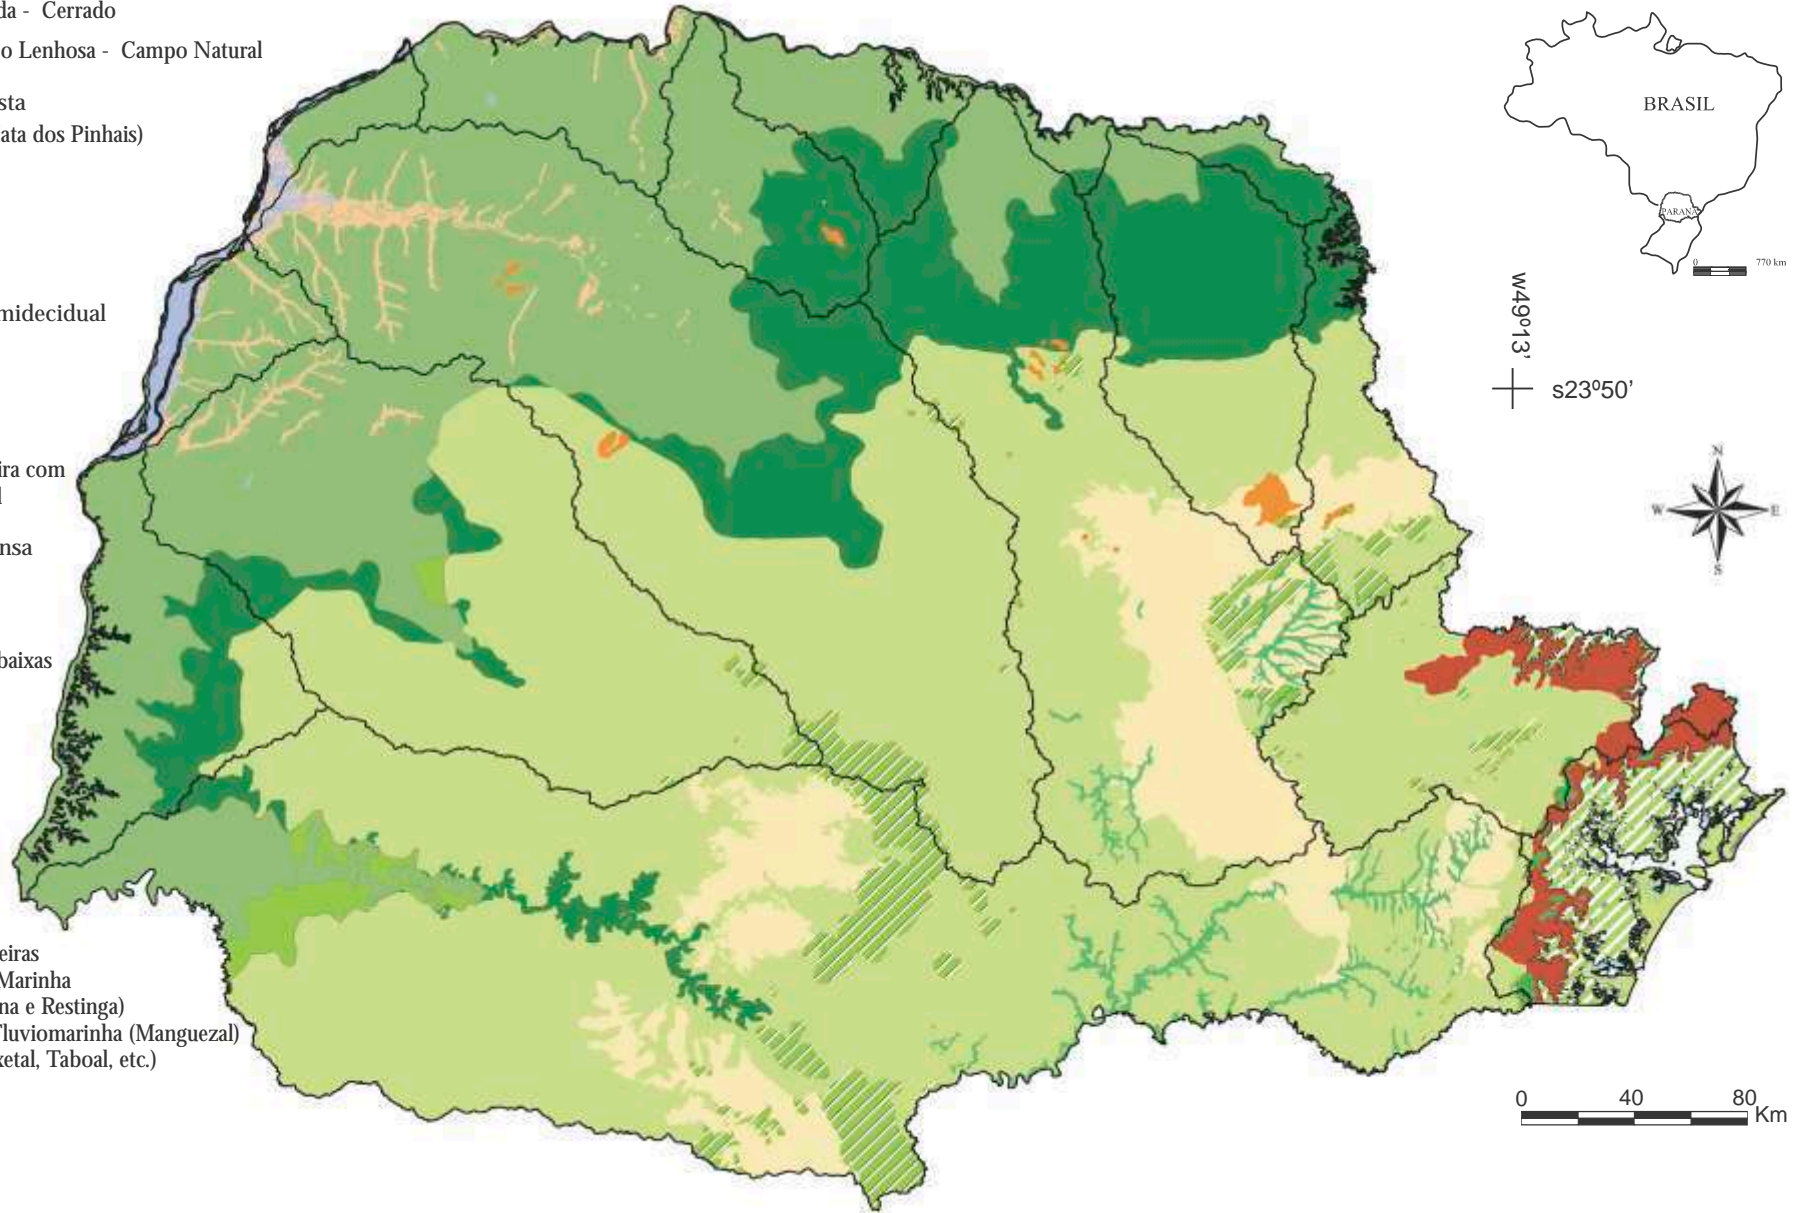 da - Cerrado
o Lenhosa - Campo Natural
sta
ata dos Pinhais)
midecidual
ira com
l
nsa
baixas
eiras
Marinha
na e Restinga)
Fluviomarinha (Manguezal)
xetal, Taboal, etc.)
BRASIL
PARANÁ
0 770 km
w49º13'
s23º50'
N
W E
S
0 40 80
Km